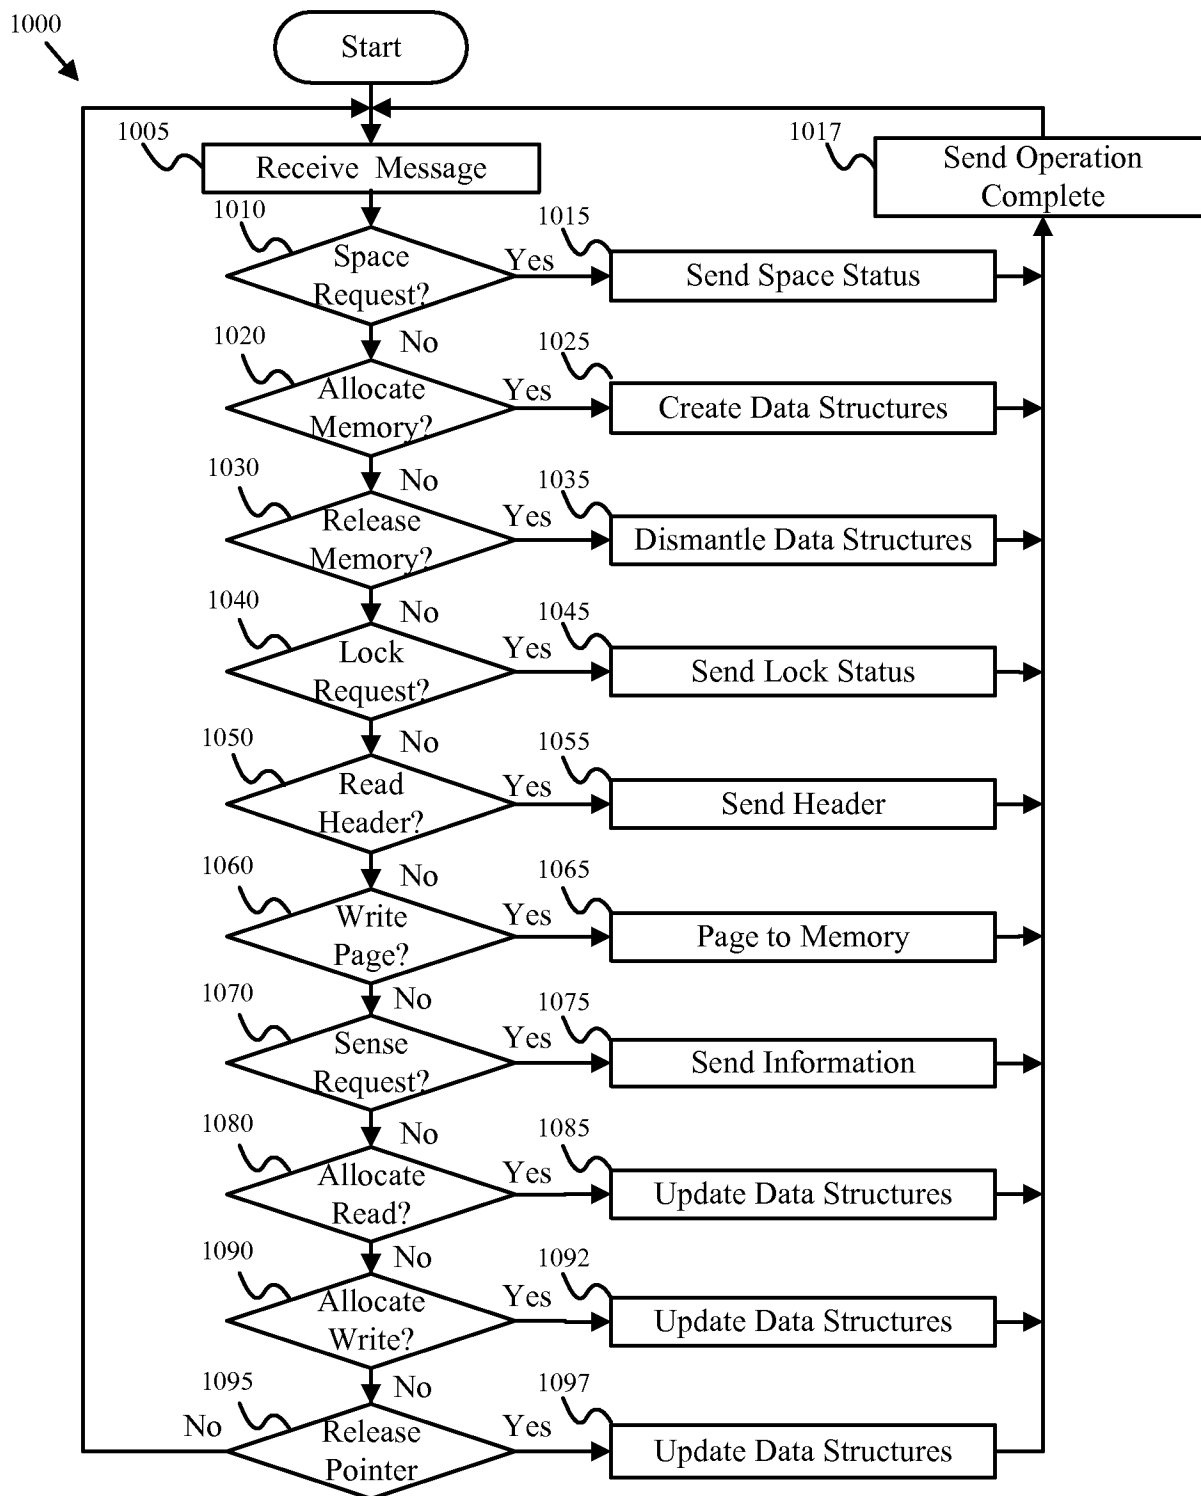 1000
Start
1005
Receive Message
1017
Send Operation
Complete
1010
Space
Request?
Yes
1015
Send Space Status
No
1020
Allocate
Memory?
Yes
1025
Create Data Structures
No
1030
Release
Memory?
Yes
1035
Dismantle Data Structures
No
1040
Lock
Request?
Yes
1045
Send Lock Status
No
1050
Read
Header?
Yes
1055
Send Header
No
1060
Write
Page?
Yes
1065
Page to Memory
No
1070
Sense
Request?
Yes
1075
Send Information
No
1080
Allocate
Read?
Yes
1085
Update Data Structures
No
1090
Allocate
Write?
Yes
1092
Update Data Structures
No
1095
No
Release
Pointer
Yes
1097
Update Data Structures